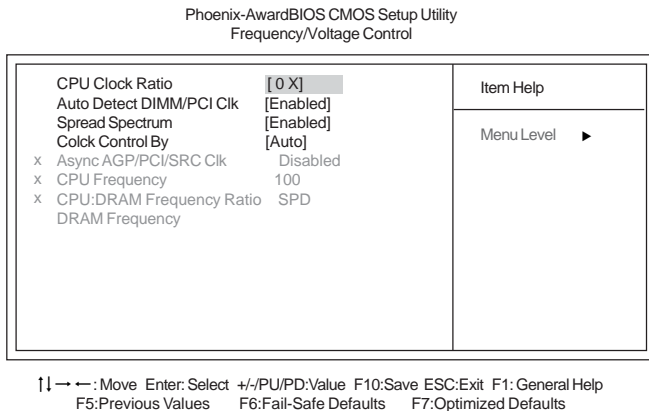 Phoenix-AwardBIOS CMOS Setup Utility
Frequency/Voltage Control
CPU Clock Ratio [ 0 X]
Auto Detect DIMM/PCI Clk [Enabled]
Spread Spectrum [Enabled]
Colck Control By [Auto]
x Async AGP/PCI/SRC Clk Disabled
x CPU Frequency 100
x CPU:DRAM Frequency Ratio SPD
DRAM Frequency
Item Help
Menu Level ►
↑↓→←: Move Enter: Select +/-/PU/PD:Value F10:Save ESC:Exit F1: General Help
F5:Previous Values F6:Fail-Safe Defaults F7:Optimized Defaults